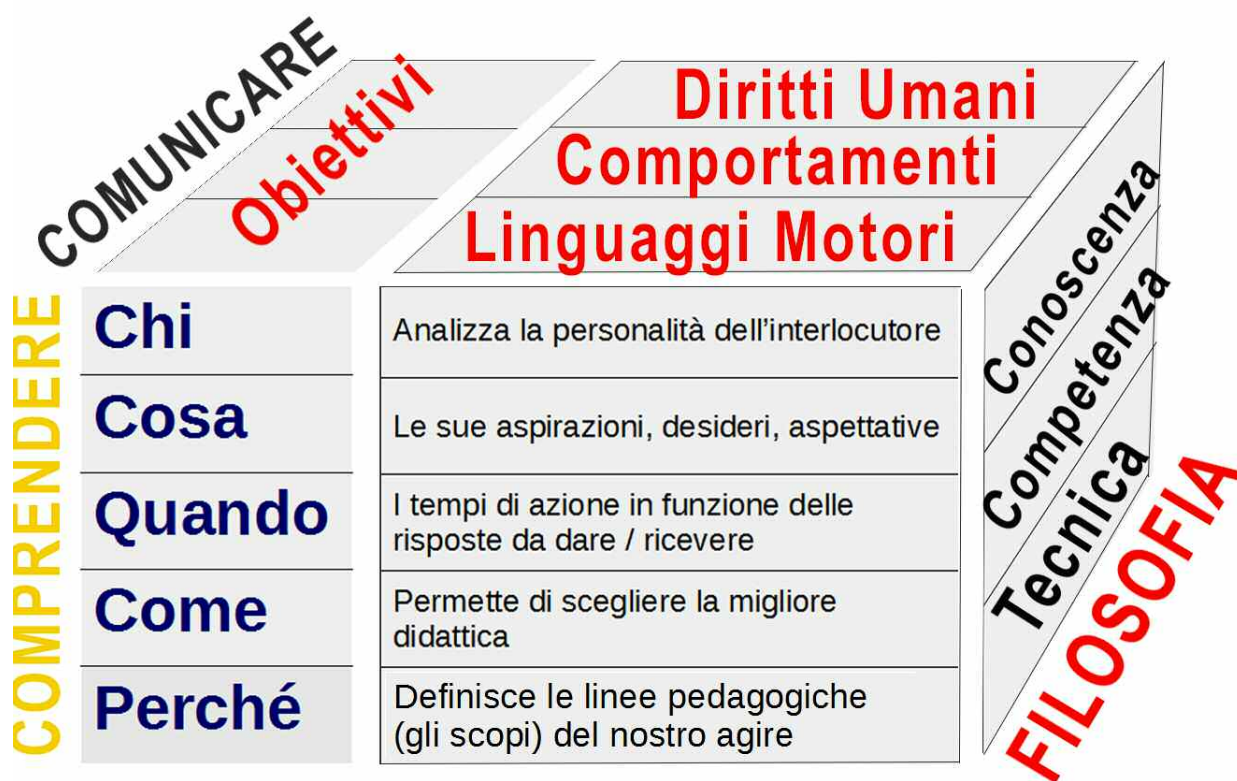 COMUNICARE
Obiettivi
Diritti Umani
Comportamenti
Linguaggi Motori
Conoscenza
Competenza
Tecnica
FILOSOFIA
COMPRENDERE
Chi
Analizza la personalità dell'interlocutore
Cosa
Le sue aspirazioni, desideri, aspettative
Quando
I tempi di azione in funzione delle
risposte da dare / ricevere
Come
Permette di scegliere la migliore
didattica
Perché
Definisce le linee pedagogiche
(gli scopi) del nostro agire